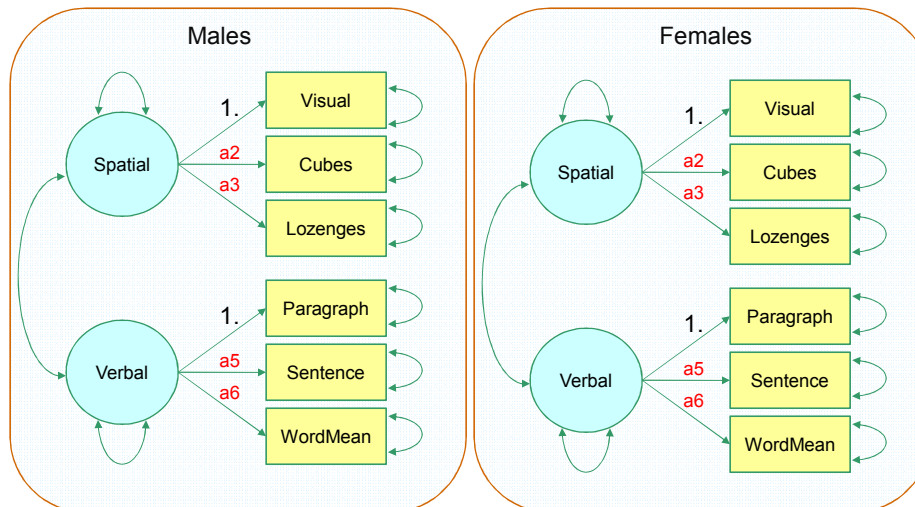 Males
Visual
1.
Spatial
a2
Cubes
a3
Lozenges
Paragraph
1.
Verbal
a5
Sentence
a6
WordMean
Females
Visual
1.
Spatial
a2
Cubes
a3
Lozenges
Paragraph
1.
Verbal
a5
Sentence
a6
WordMean